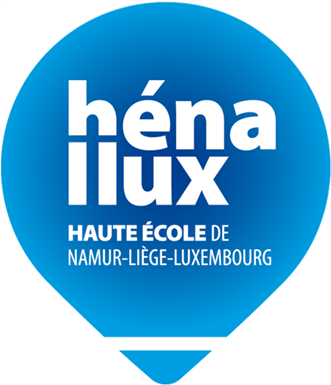 héna
llux
HAUTE ÉCOLE DE
NAMUR-LIÈGE-LUXEMBOURG